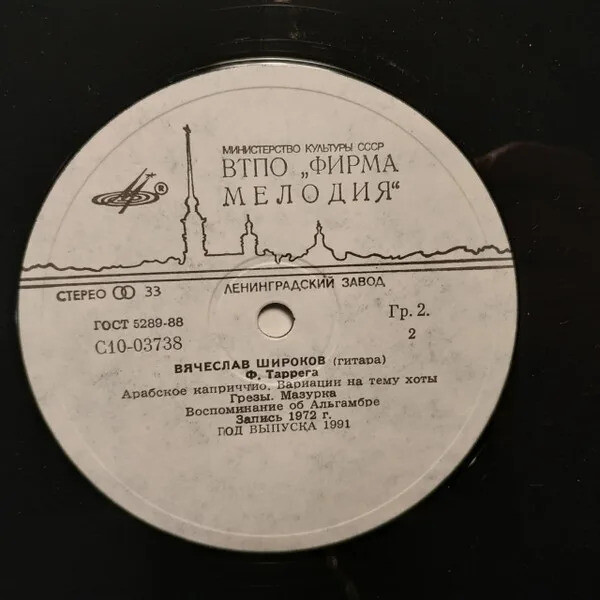 МИНИСТЕРСТВО КУЛЬТУРЫ СССР
ВТПО „ФИРМА
МЕЛОДИЯ“
®
СТЕРЕО 33
ЛЕНИНГРАДСКИЙ ЗАВОД
ГОСТ 5289-88
Гр. 2.
С10-03738
2
ВЯЧЕСЛАВ ШИРОКОВ (гитара)
Ф. Таррега
Арабское каприччио. Вариации на тему хоты
Грезы. Мазурка
Воспоминание об Альгамбре
Запись 1972 г.
ГОД ВЫПУСКА 1991